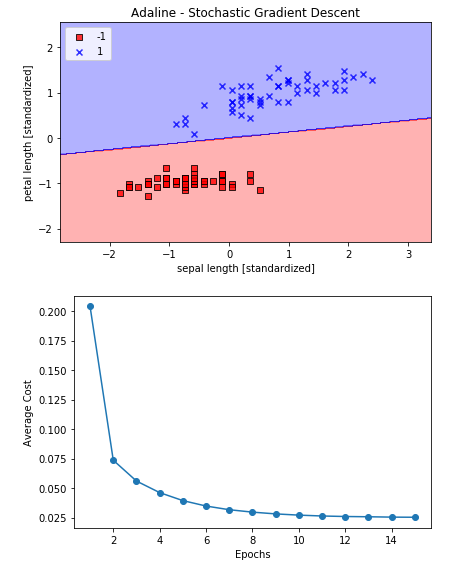 Adaline - Stochastic Gradient Descent
-1
1
2
1
0
−1
−2
petal length [standardized]
−2 −1 0 1 2 3
sepal length [standardized]
0.200
0.175
0.150
0.125
0.100
0.075
0.050
0.025
Average Cost
2 4 6 8 10 12 14
Epochs